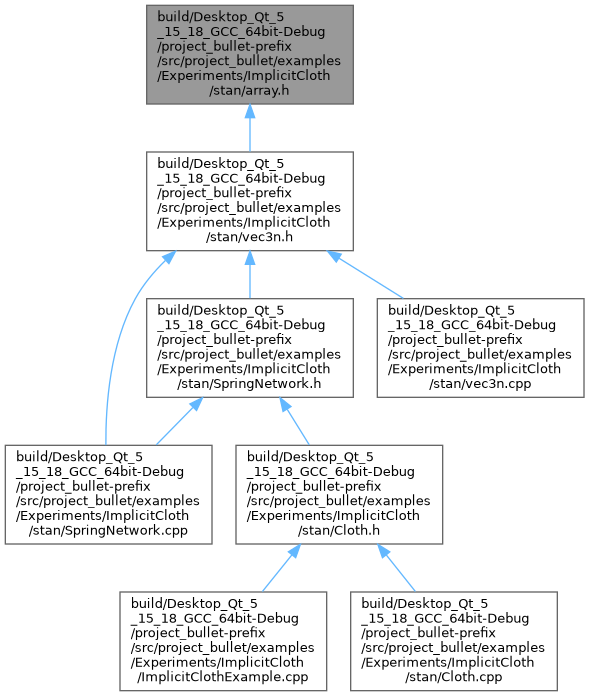 build/Desktop_Qt_5
_15_18_GCC_64bit-Debug
/project_bullet-prefix
/src/project_bullet/examples
/Experiments/ImplicitCloth
/stan/array.h
build/Desktop_Qt_5
_15_18_GCC_64bit-Debug
/project_bullet-prefix
/src/project_bullet/examples
/Experiments/ImplicitCloth
/stan/vec3n.h
build/Desktop_Qt_5
_15_18_GCC_64bit-Debug
/project_bullet-prefix
/src/project_bullet/examples
/Experiments/ImplicitCloth
/stan/SpringNetwork.h
build/Desktop_Qt_5
_15_18_GCC_64bit-Debug
/project_bullet-prefix
/src/project_bullet/examples
/Experiments/ImplicitCloth
/stan/vec3n.cpp
build/Desktop_Qt_5
_15_18_GCC_64bit-Debug
/project_bullet-prefix
/src/project_bullet/examples
/Experiments/ImplicitCloth
/stan/SpringNetwork.cpp
build/Desktop_Qt_5
_15_18_GCC_64bit-Debug
/project_bullet-prefix
/src/project_bullet/examples
/Experiments/ImplicitCloth
/stan/Cloth.h
build/Desktop_Qt_5
_15_18_GCC_64bit-Debug
/project_bullet-prefix
/src/project_bullet/examples
/Experiments/ImplicitCloth
/ImplicitClothExample.cpp
build/Desktop_Qt_5
_15_18_GCC_64bit-Debug
/project_bullet-prefix
/src/project_bullet/examples
/Experiments/ImplicitCloth
/stan/Cloth.cpp